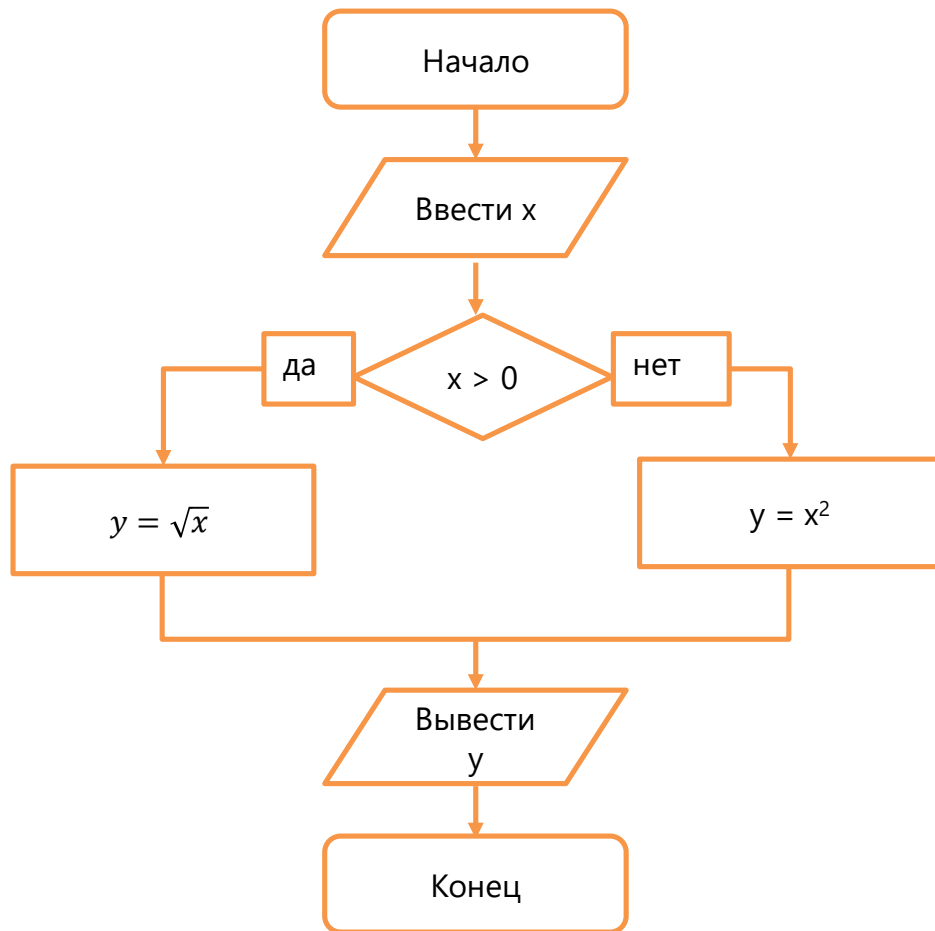 Начало
Ввести x
да
x > 0
нет
y = √x
y = x²
Вывести
y
Конец